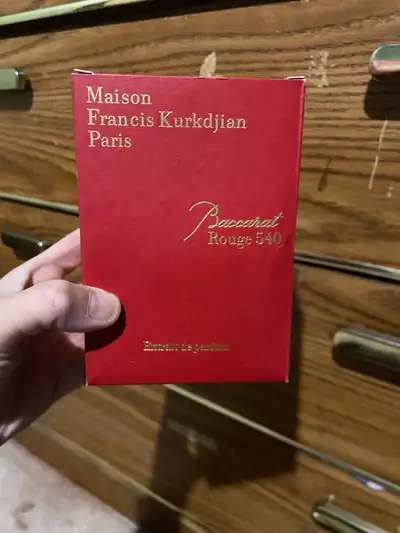 Maison
Francis Kurkdjian
Paris
Baccarat
Rouge 540
Extrait de parfum